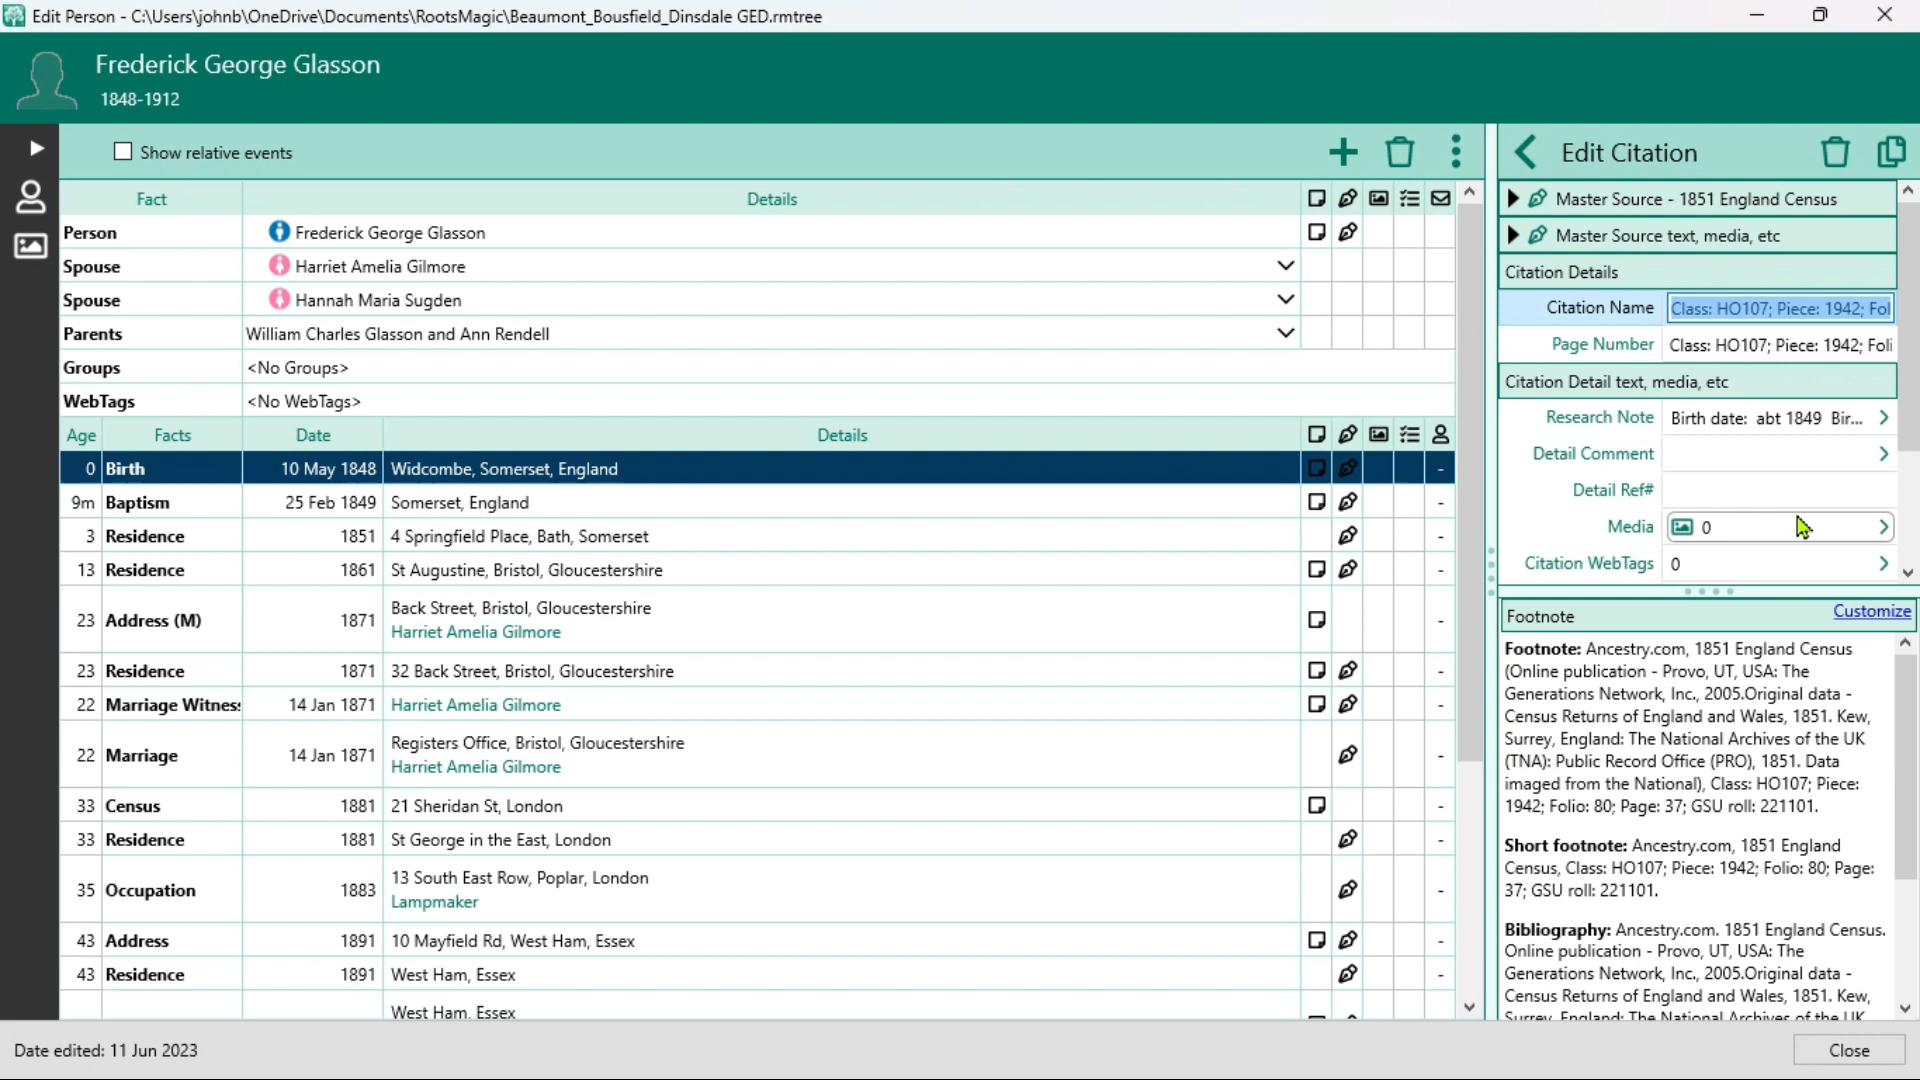 Edit Person - C:\Users\johnb\OneDrive\Documents\RootsMagic\Beaumont_Bousfield_Dinsdale GED.rmtree
Frederick George Glasson
1848-1912
Show relative events
Fact Details
Person Frederick George Glasson
Spouse Harriet Amelia Gilmore
Spouse Hannah Maria Sugden
Parents William Charles Glasson and Ann Rendell
Groups <No Groups>
WebTags <No WebTags>
Age Facts Date Details
0 Birth 10 May 1848 Widcombe, Somerset, England -
9m Baptism 25 Feb 1849 Somerset, England -
3 Residence 1851 4 Springfield Place, Bath, Somerset -
13 Residence 1861 St Augustine, Bristol, Gloucestershire -
23 Address (M) 1871 Back Street, Bristol, Gloucestershire -
Harriet Amelia Gilmore
23 Residence 1871 32 Back Street, Bristol, Gloucestershire -
22 Marriage Witnes 14 Jan 1871 Harriet Amelia Gilmore -
22 Marriage 14 Jan 1871 Registers Office, Bristol, Gloucestershire -
Harriet Amelia Gilmore
33 Census 1881 21 Sheridan St, London -
33 Residence 1881 St George in the East, London -
35 Occupation 1883 13 South East Row, Poplar, London -
Lampmaker
43 Address 1891 10 Mayfield Rd, West Ham, Essex -
43 Residence 1891 West Ham, Essex -
West Ham, Essex
Edit Citation
Master Source - 1851 England Census
Master Source text, media, etc
Citation Details
Citation Name Class: HO107; Piece: 1942; Fol
Page Number Class: HO107; Piece: 1942; Foli
Citation Detail text, media, etc
Research Note Birth date: abt 1849 Bir...
Detail Comment
Detail Ref#
Media 0
Citation WebTags 0
Footnote Customize
Footnote: Ancestry.com, 1851 England Census
(Online publication - Provo, UT, USA: The
Generations Network, Inc., 2005.Original data -
Census Returns of England and Wales, 1851. Kew,
Surrey, England: The National Archives of the UK
(TNA): Public Record Office (PRO), 1851. Data
imaged from the National), Class: HO107; Piece:
1942; Folio: 80; Page: 37; GSU roll: 221101.
Short footnote: Ancestry.com, 1851 England
Census, Class: HO107; Piece: 1942; Folio: 80; Page:
37; GSU roll: 221101.
Bibliography: Ancestry.com. 1851 England Census.
Online publication - Provo, UT, USA: The
Generations Network, Inc., 2005.Original data -
Census Returns of England and Wales, 1851. Kew,
Surrey, England: The National Archives of the UK
Date edited: 11 Jun 2023
Close